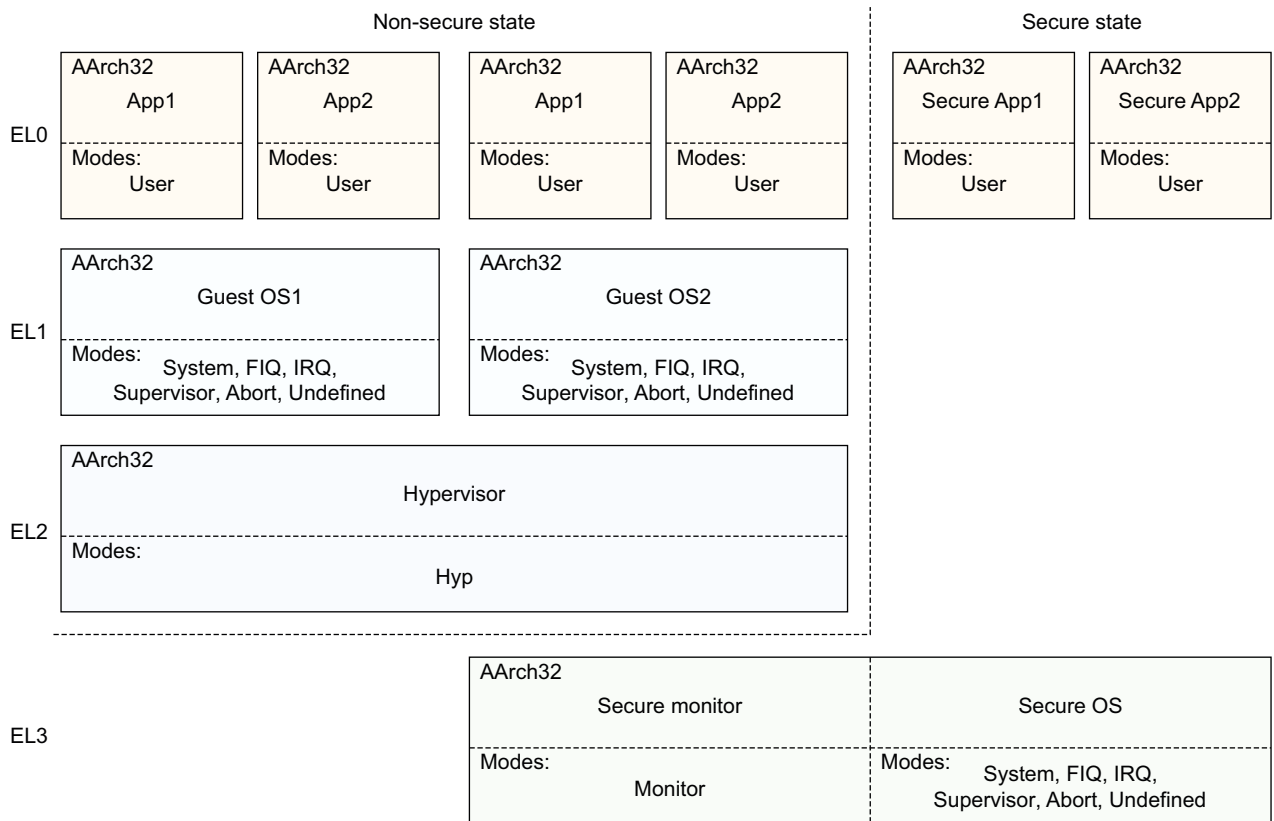 Non-secure state
Secure state
AArch32
AArch32
AArch32
AArch32
AArch32
AArch32
App1
App2
App1
App2
Secure App1
Secure App2
EL0
Modes:
Modes:
Modes:
Modes:
Modes:
Modes:
User
User
User
User
User
User
AArch32
AArch32
Guest OS1
Guest OS2
EL1
Modes:
System, FIQ, IRQ,
Supervisor, Abort, Undefined
Modes:
System, FIQ, IRQ,
Supervisor, Abort, Undefined
AArch32
Hypervisor
EL2
Modes:
Hyp
AArch32
Secure monitor
Secure OS
EL3
Modes:
Monitor
Modes:
System, FIQ, IRQ,
Supervisor, Abort, Undefined